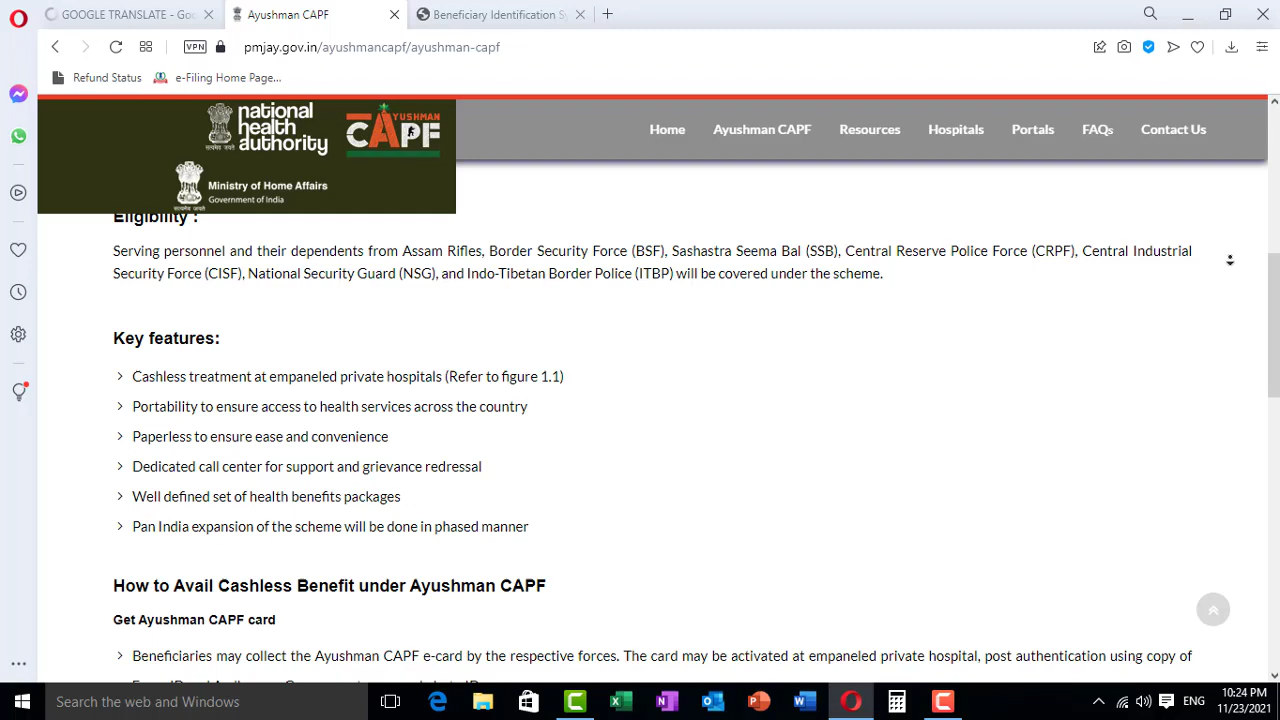 GOOGLE TRANSLATE - Goo
Ayushman CAPF
Beneficiary Identification Sy
VPN
pmjay.gov.in/ayushmancapf/ayushman-capf
Refund Status
e-Filing Home Page...
national
health
authority
सत्यमेव जयते
AYUSHMAN
CAPF
Ministry of Home Affairs
Government of India
सत्यमेव जयते
Home
Ayushman CAPF
Resources
Hospitals
Portals
FAQs
Contact Us
Eligibility :
Serving personnel and their dependents from Assam Rifles, Border Security Force (BSF), Sashastra Seema Bal (SSB), Central Reserve Police Force (CRPF), Central Industrial
Security Force (CISF), National Security Guard (NSG), and Indo-Tibetan Border Police (ITBP) will be covered under the scheme.
Key features:
Cashless treatment at empaneled private hospitals (Refer to figure 1.1)
Portability to ensure access to health services across the country
Paperless to ensure ease and convenience
Dedicated call center for support and grievance redressal
Well defined set of health benefits packages
Pan India expansion of the scheme will be done in phased manner
How to Avail Cashless Benefit under Ayushman CAPF
Get Ayushman CAPF card
Beneficiaries may collect the Ayushman CAPF e-card by the respective forces. The card may be activated at empaneled private hospital, post authentication using copy of
Search the web and Windows
ENG
10:24 PM
11/23/2021